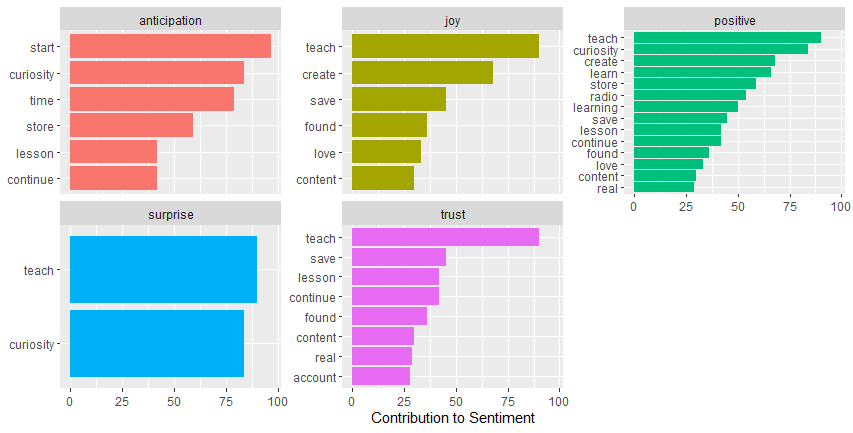 anticipation
start
curiosity
time
store
lesson
continue
joy
teach
create
save
found
love
content
positive
teach
curiosity
create
learn
store
radio
learning
save
lesson
continue
found
love
content
real
0 25 50 75 100
surprise
teach
curiosity
0 25 50 75 100
trust
teach
save
lesson
continue
found
content
real
account
0 25 50 75 100
Contribution to Sentiment